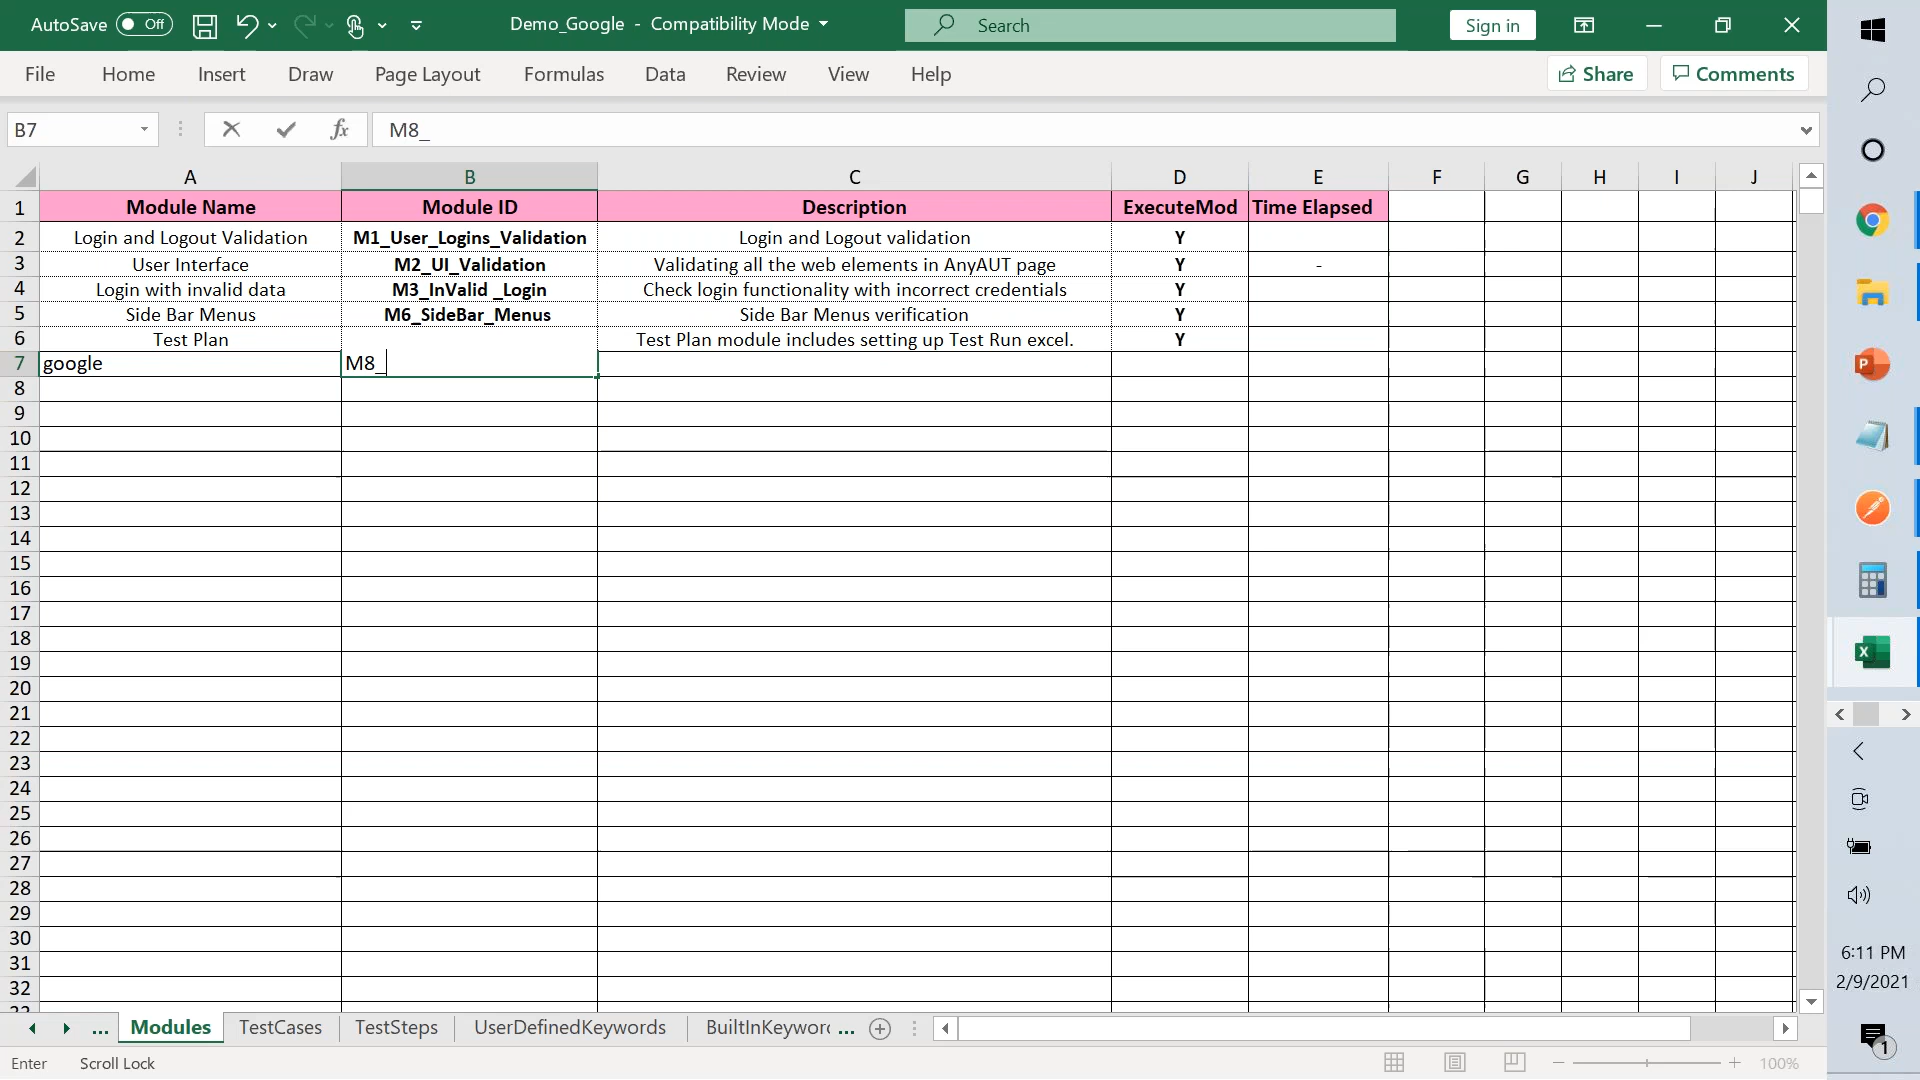 AutoSave Off Demo_Google - Compatibility Mode Search Sign in
File Home Insert Draw Page Layout Formulas Data Review View Help Share Comments
B7 fx M8_
A B C D E F G H I J
1 Module Name Module ID Description ExecuteMod Time Elapsed
2 Login and Logout Validation M1_User_Logins_Validation Login and Logout validation Y
3 User Interface M2_UI_Validation Validating all the web elements in AnyAUT page Y -
4 Login with invalid data M3_InValid _Login Check login functionality with incorrect credentials Y
5 Side Bar Menus M6_SideBar_Menus Side Bar Menus verification Y
6 Test Plan Test Plan module includes setting up Test Run excel. Y
7 google M8_
8
9
10
11
12
13
14
15
16
17
18
19
20
21
22
23
24
25
26
27
28
29
30
31
32
... Modules TestCases TestSteps UserDefinedKeywords BuiltInKeywor ...
Enter Scroll Lock 100%
6:11 PM
2/9/2021
1